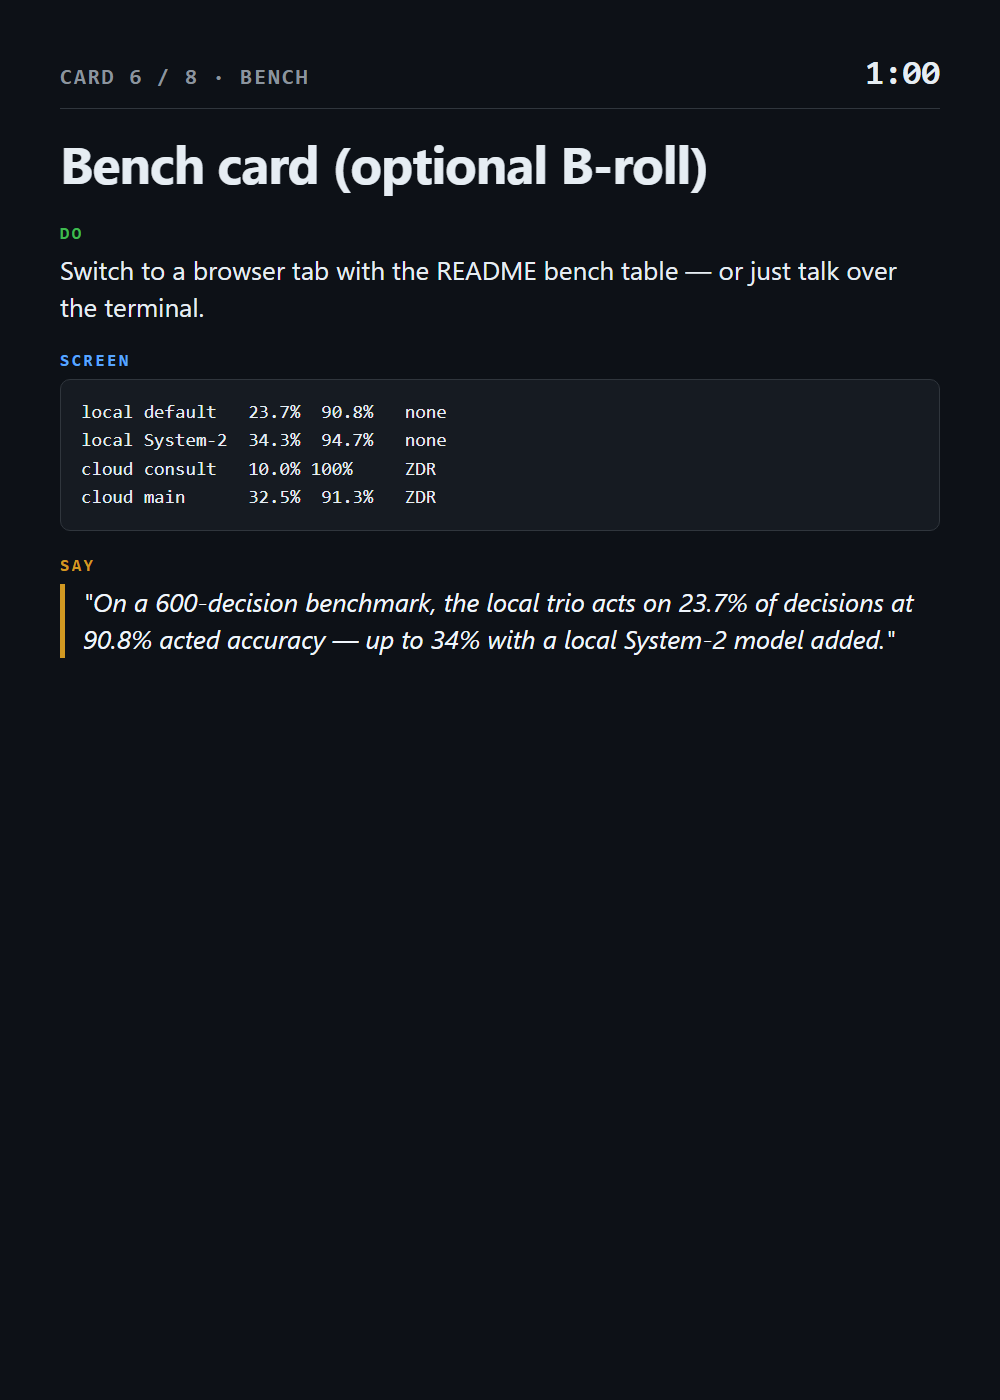 CARD 6 / 8 · BENCH
1:00
Bench card (optional B-roll)
DO
Switch to a browser tab with the README bench table — or just talk over
the terminal.
SCREEN
local default   23.7%  90.8%   none
local System-2  34.3%  94.7%   none
cloud consult   10.0% 100%     ZDR
cloud main      32.5%  91.3%   ZDR
SAY
"On a 600-decision benchmark, the local trio acts on 23.7% of decisions at
90.8% acted accuracy — up to 34% with a local System-2 model added."